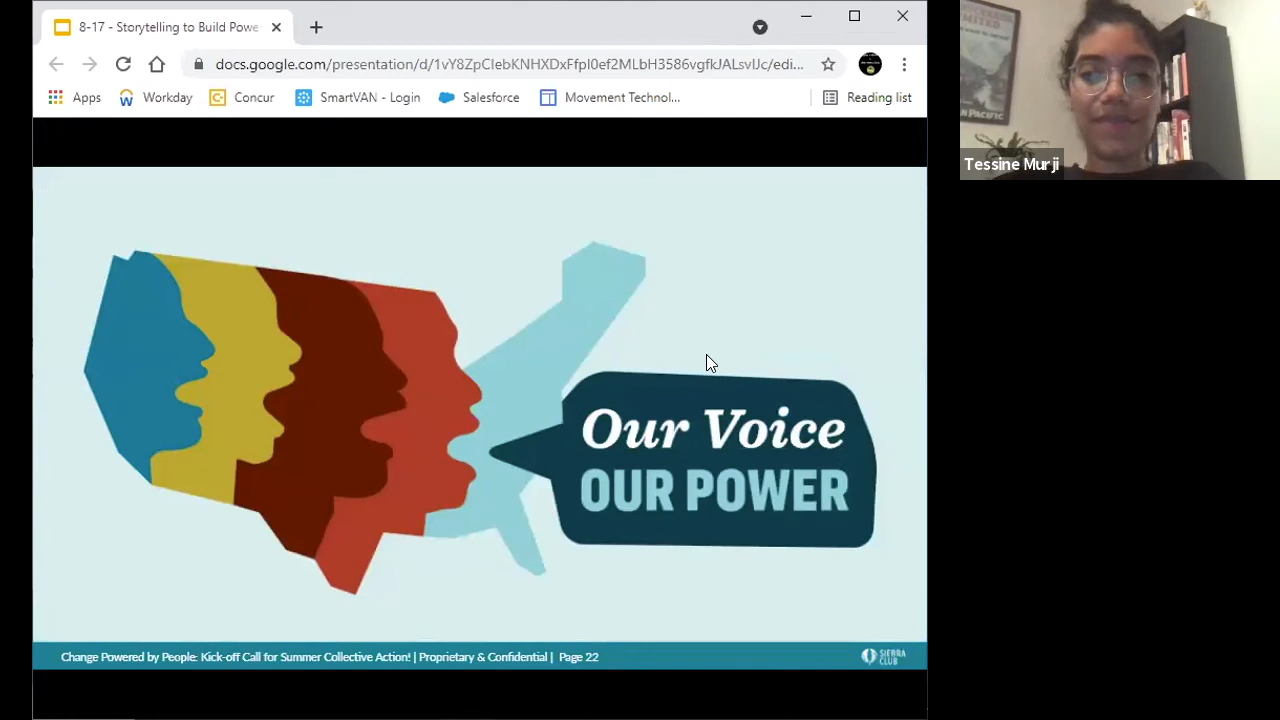 8-17 - Storytelling to Build Powe
docs.google.com/presentation/d/1vY8ZpCIebKNHXDxFfpl0ef2MLbH3586vgfkJALsvlJc/edi...
Apps
Workday
Concur
SmartVAN - Login
Salesforce
Movement Technol...
Reading list
Our Voice
OUR POWER
Change Powered by People: Kick-off Call for Summer Collective Action! | Proprietary & Confidential | Page 22
SIERRA
CLUB
Tessine Murji